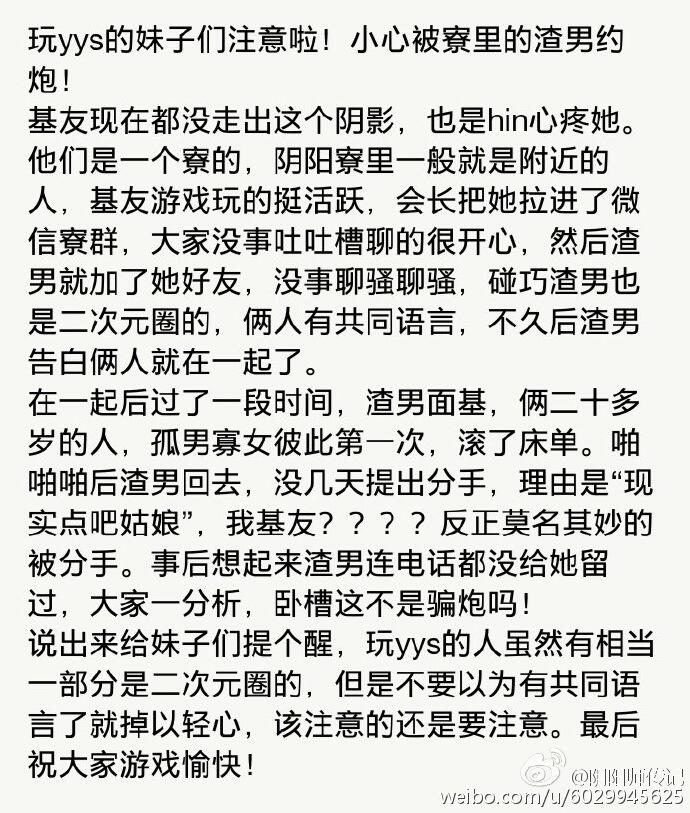 玩yys的妹子们注意啦！小心被寮里的渣男约
炮！
基友现在都没走出这个阴影，也是hin心疼她。
他们是一个寮的，阴阳寮里一般就是附近的
人，基友游戏玩的挺活跃，会长把她拉进了微
信寮群，大家没事吐吐槽聊的很开心，然后渣
男就加了她好友，没事聊骚聊骚，碰巧渣男也
是二次元圈的，俩人有共同语言，不久后渣男
告白俩人就在一起了。
在一起后过了一段时间，渣男面基，俩二十多
岁的人，孤男寡女彼此第一次，滚了床单。啪
啪啪后渣男回去，没几天提出分手，理由是“现
实点吧姑娘”，我基友？？？？反正莫名其妙的
被分手。事后想起来渣男连电话都没给她留
过，大家一分析，卧槽这不是骗炮吗！
说出来给妹子们提个醒，玩yys的人虽然有相当
一部分是二次元圈的，但是不要以为有共同语
言了就掉以轻心，该注意的还是要注意。最后
祝大家游戏愉快！
weibo.com/u/6029945625